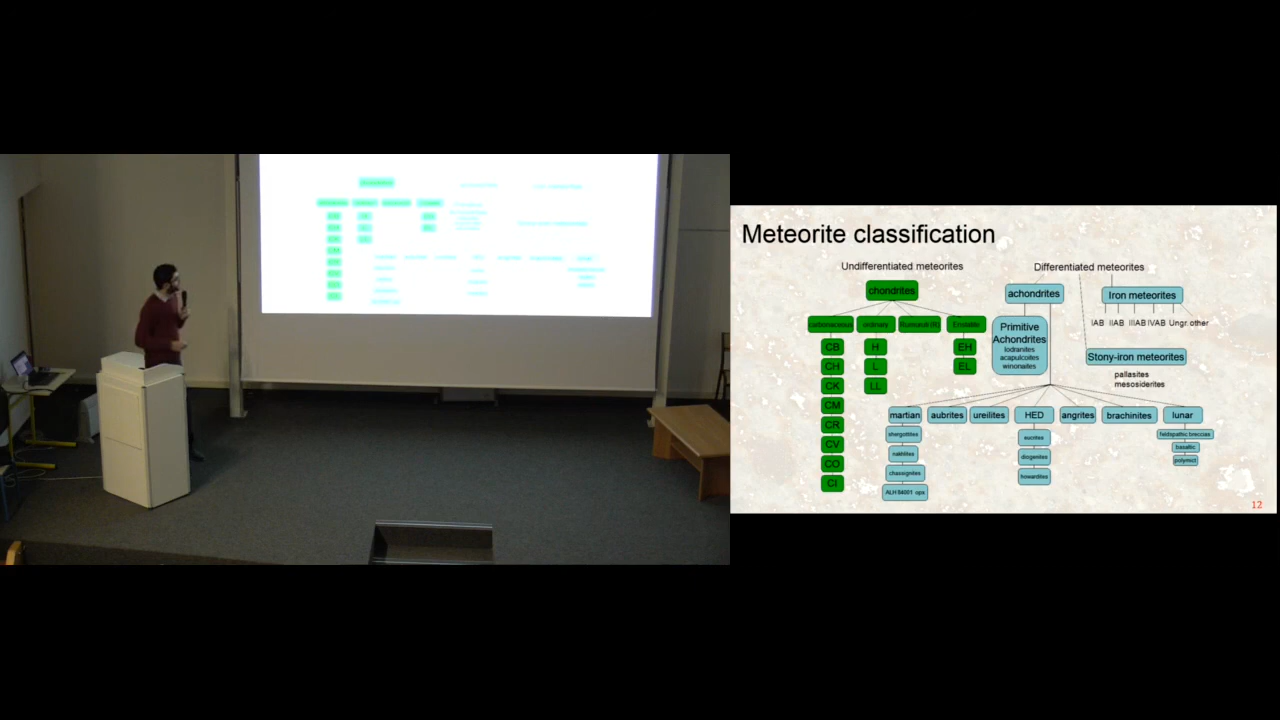 Meteorite classification
Undifferentiated meteorites
Differentiated meteorites
chondrites
achondrites
Iron meteorites
carbonaceous
ordinary
Rumuruti (R)
Enstatite
IAB IIAB IIIAB IVAB Ungr. other
Primitive
Achondrites
lodranites
acapulcoites
winonaites
CB
H
EH
CH
L
EL
CK
LL
CM
CR
CV
CO
CI
Stony-iron meteorites
pallasites
mesosiderites
martian
aubrites
ureilites
HED
angrites
brachinites
lunar
shergottites
nakhlites
chassignites
ALH 84001 opx
eucrites
diogenites
howardites
feldspathic breccias
basaltic
polymict
12